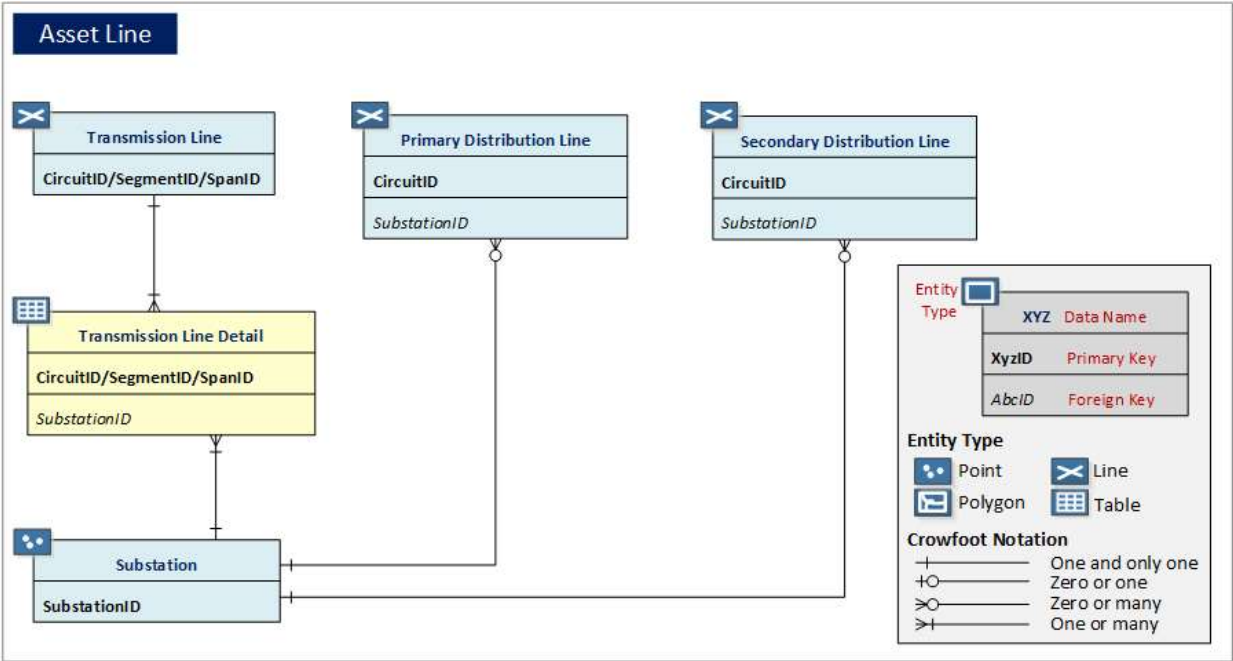 Asset Line
Transmission Line
CircuitID/SegmentID/SpanID
Primary Distribution Line
CircuitID
SubstationID
Secondary Distribution Line
CircuitID
SubstationID
Transmission Line Detail
CircuitID/SegmentID/SpanID
SubstationID
Substation
SubstationID
Entity
Type
XYZ Data Name
XyzID Primary Key
AbcID Foreign Key
Entity Type
Point
Line
Polygon
Table
Crowfoot Notation
One and only one
Zero or one
Zero or many
One or many